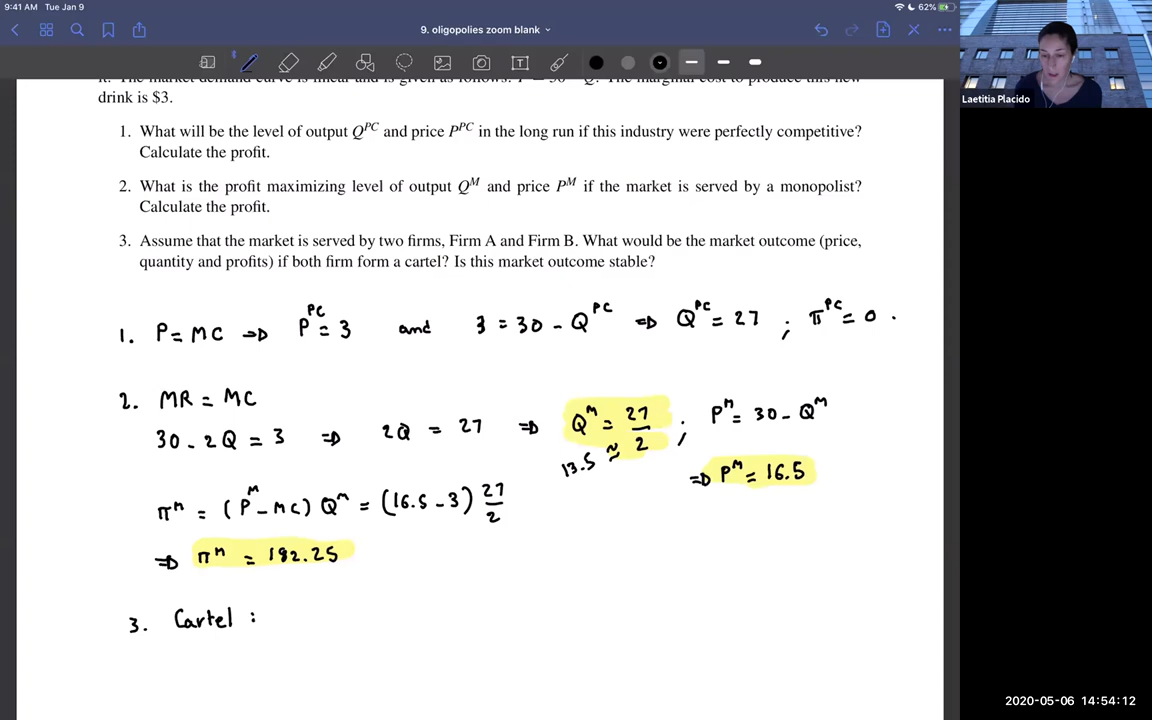 9:41 AM Tue Jan 9
62%
9. oligopolies zoom blank
drink is $3.
1. What will be the level of output Q^PC and price P^PC in the long run if this industry were perfectly competitive?
Calculate the profit.
2. What is the profit maximizing level of output Q^M and price P^M if the market is served by a monopolist?
Calculate the profit.
3. Assume that the market is served by two firms, Firm A and Firm B. What would be the market outcome (price,
quantity and profits) if both firm form a cartel? Is this market outcome stable?
1. P = MC => P^PC = 3 and 3 = 30 - Q^PC => Q^PC = 27 ; π^PC = 0.
2. MR = MC
30 - 2Q = 3 => 2Q = 27 => Q^M = 27/2 ≈ 13.5 ; P^M = 30 - Q^M
=> P^M = 16.5
π^M = (P^M - MC) Q^M = (16.5 - 3) 27/2
=> π^M = 182.25
3. Cartel :
Laetitia Placido
2020-05-06 14:54:12